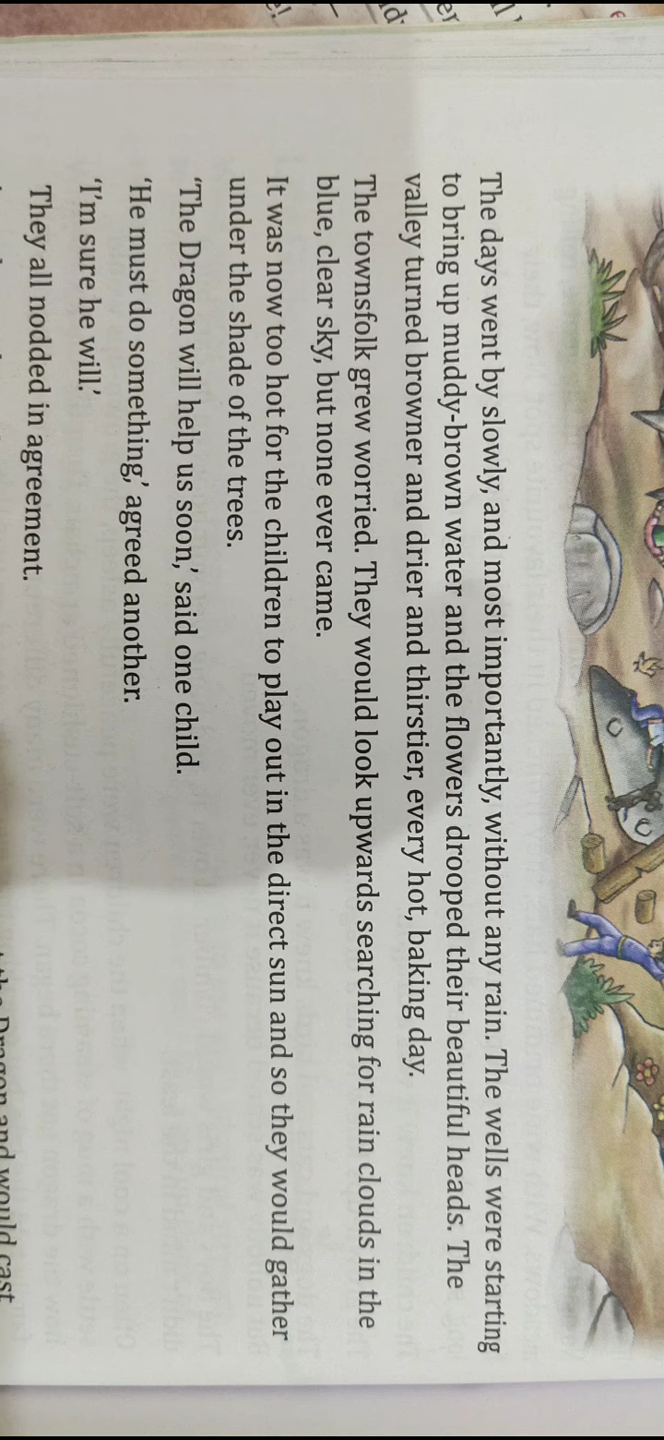 The days went by slowly, and most importantly, without any rain. The wells were starting
to bring up muddy-brown water and the flowers drooped their beautiful heads. The
valley turned browner and drier and thirstier, every hot, baking day.
The townsfolk grew worried. They would look upwards searching for rain clouds in the
blue, clear sky, but none ever came.
It was now too hot for the children to play out in the direct sun and so they would gather
under the shade of the trees.
‘The Dragon will help us soon,’ said one child.
‘He must do something,’ agreed another.
‘I’m sure he will.’
They all nodded in agreement.
the Dragon and would cast